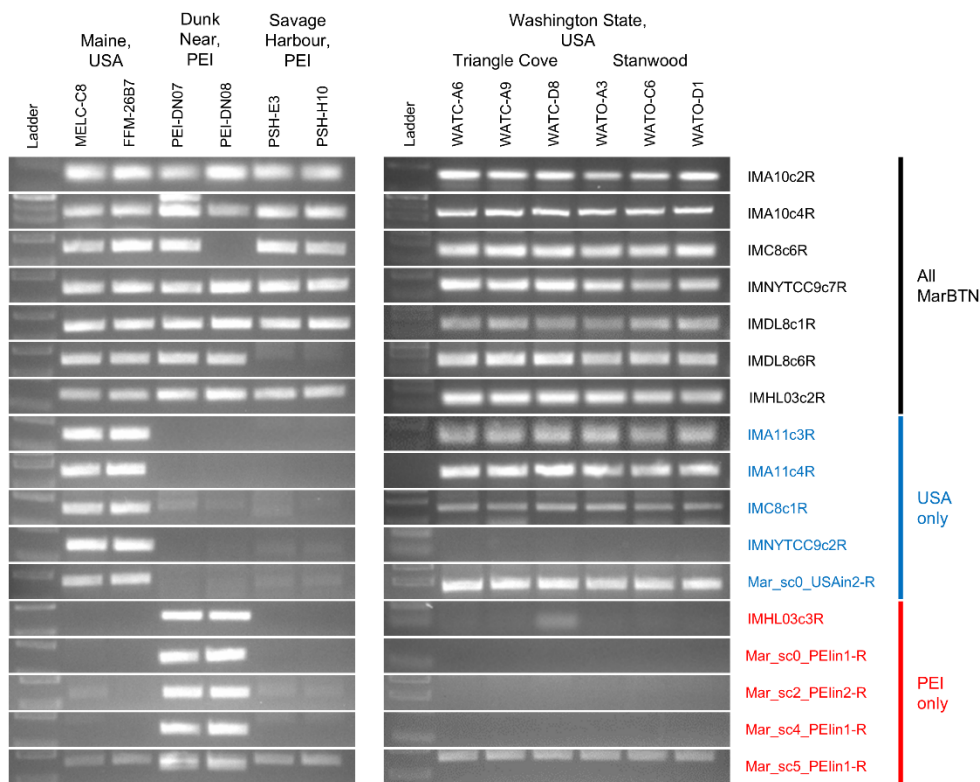 Maine,
USA
Dunk
Near,
PEI
Savage
Harbour,
PEI
Washington State,
USA
Triangle Cove
Stanwood
Ladder
MELC-C8
FFM-26B7
PEI-DN07
PEI-DN08
PSH-E3
PSH-H10
Ladder
WATC-A6
WATC-A9
WATC-D8
WATO-A3
WATO-C6
WATO-D1
IMA10c2R
IMA10c4R
IMC8c6R
IMNYTCC9c7R
IMDL8c1R
IMDL8c6R
IMHL03c2R
All
MarBTN
IMA11c3R
IMA11c4R
IMC8c1R
IMNYTCC9c2R
Mar_sc0_USAin2-R
USA
only
IMHL03c3R
Mar_sc0_PEIin1-R
Mar_sc2_PEIin2-R
Mar_sc4_PEIin1-R
Mar_sc5_PEIin1-R
PEI
only